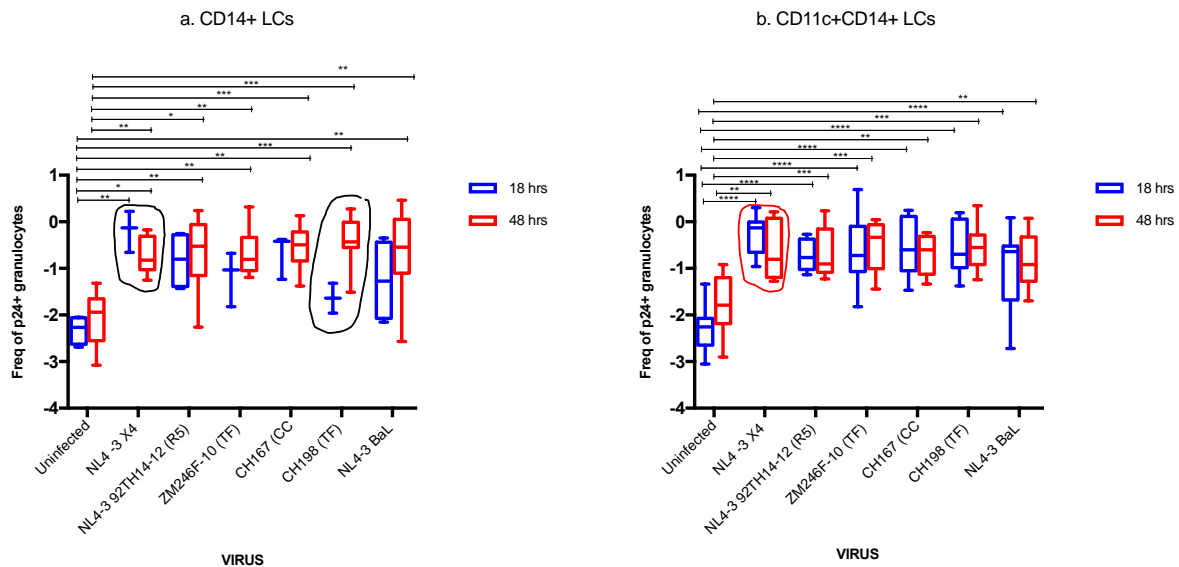 a. CD14+ LCs
**
***
***
**
*
**
**
***
**
**
**
*
**
Freq of p24+ granulocytes
1
0
-1
-2
-3
-4
Uninfected
NL4 -3 X4
NL4-3 92TH14-12 (R5)
ZM246F-10 (TF)
CH167 (CC
CH198 (TF)
NL4-3 BaL
VIRUS
18 hrs
48 hrs
b. CD11c+CD14+ LCs
**
****
***
****
**
****
***
****
***
****
**
****
Freq of p24+ granulocytes
1
0
-1
-2
-3
-4
Uninfected
NL4 -3 X4
NL4-3 92TH14-12 (R5)
ZM246F-10 (TF)
CH167 (CC
CH198 (TF)
NL4-3 BaL
VIRUS
18 hrs
48 hrs